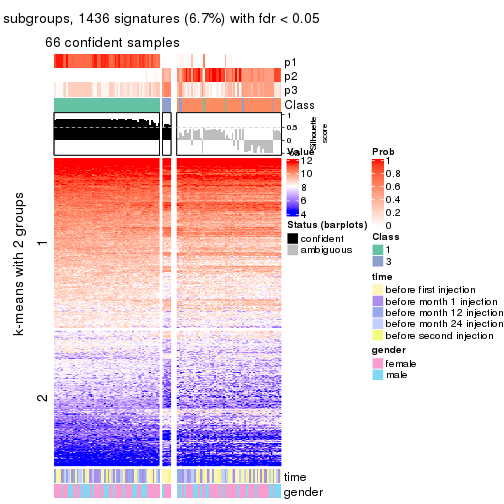 subgroups, 1436 signatures (6.7%) with fdr < 0.05
66 confident samples
p1
p2
p3
Class
1
0.5
0
-0.5
Silhouette
score
k-means with 2 groups
1
2
time
gender
Value
12
10
8
6
4
Status (barplots)
confident
ambiguous
Prob
1
0.8
0.6
0.4
0.2
0
Class
1
3
time
before first injection
before month 1 injection
before month 12 injection
before month 24 injection
before second injection
gender
female
male